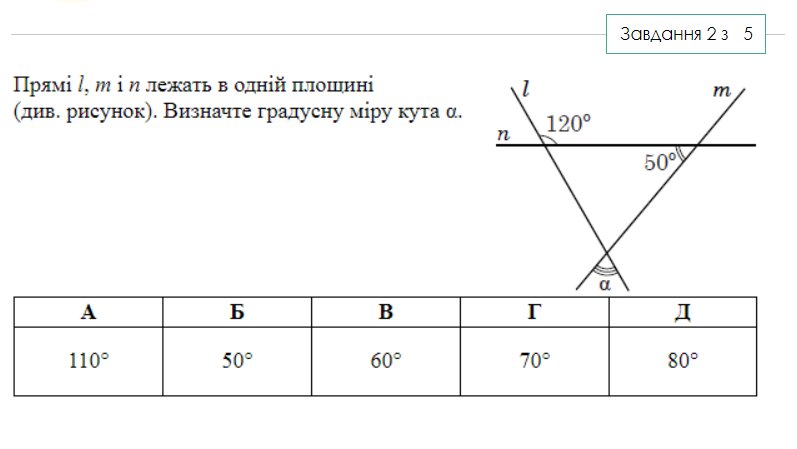 Завдання 2 з 5
Прямі l, m і n лежать в одній площині
(див. рисунок). Визначте градусну міру кута α.
l
m
n
120°
50°
α
А Б В Г Д
110° 50° 60° 70° 80°